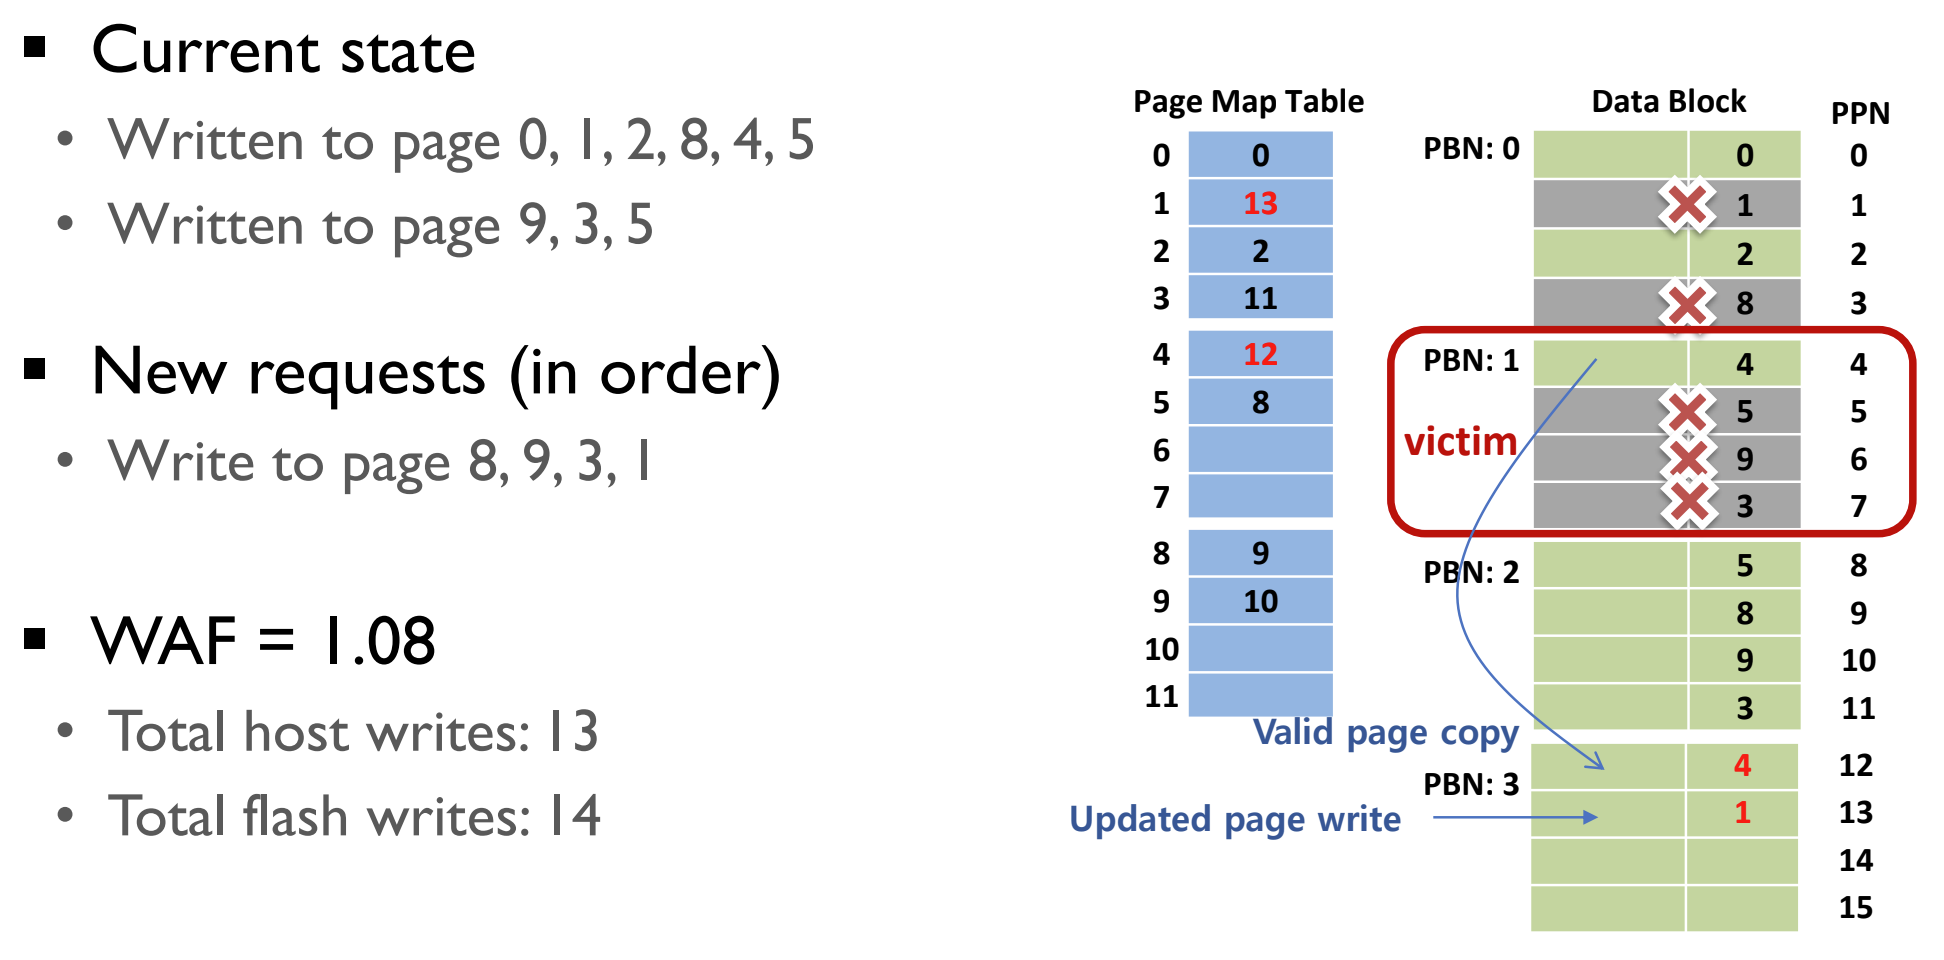 ▪ Current state
• Written to page 0, 1, 2, 8, 4, 5
• Written to page 9, 3, 5
▪ New requests (in order)
• Write to page 8, 9, 3, 1
▪ WAF = 1.08
• Total host writes: 13
• Total flash writes: 14
Page Map Table
0 0
1 13
2 2
3 11
4 12
5 8
6
7
8 9
9 10
10
11
Data Block PPN
PBN: 0 0 0
1 1
2 2
8 3
PBN: 1 4 4
5 5
victim 9 6
3 7
PBN: 2 5 8
8 9
9 10
3 11
Valid page copy
PBN: 3 4 12
Updated page write 1 13
14
15